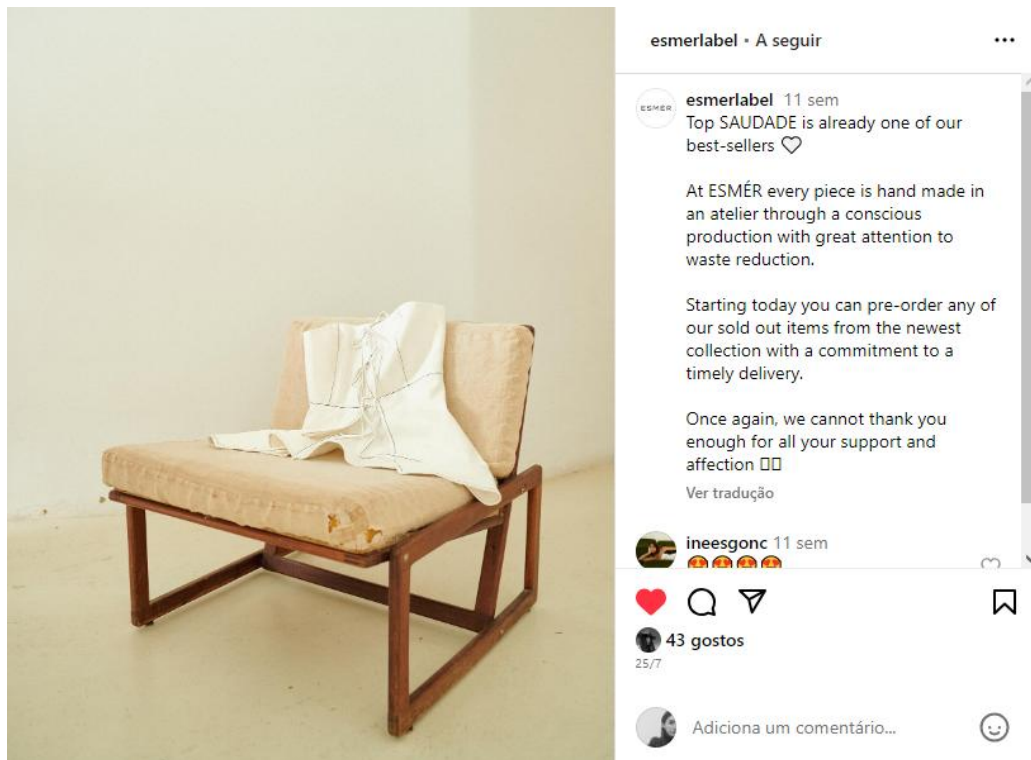 esmerlabel • A seguir
ESMÉR
esmerlabel 11 sem
Top SAUDADE is already one of our
best-sellers ♡
At ESMÉR every piece is hand made in
an atelier through a conscious
production with great attention to
waste reduction.
Starting today you can pre-order any of
our sold out items from the newest
collection with a commitment to a
timely delivery.
Once again, we cannot thank you
enough for all your support and
affection ▯▯
Ver tradução
ineesgonc 11 sem
😍😍😍😍
43 gostos
25/7
Adiciona um comentário...